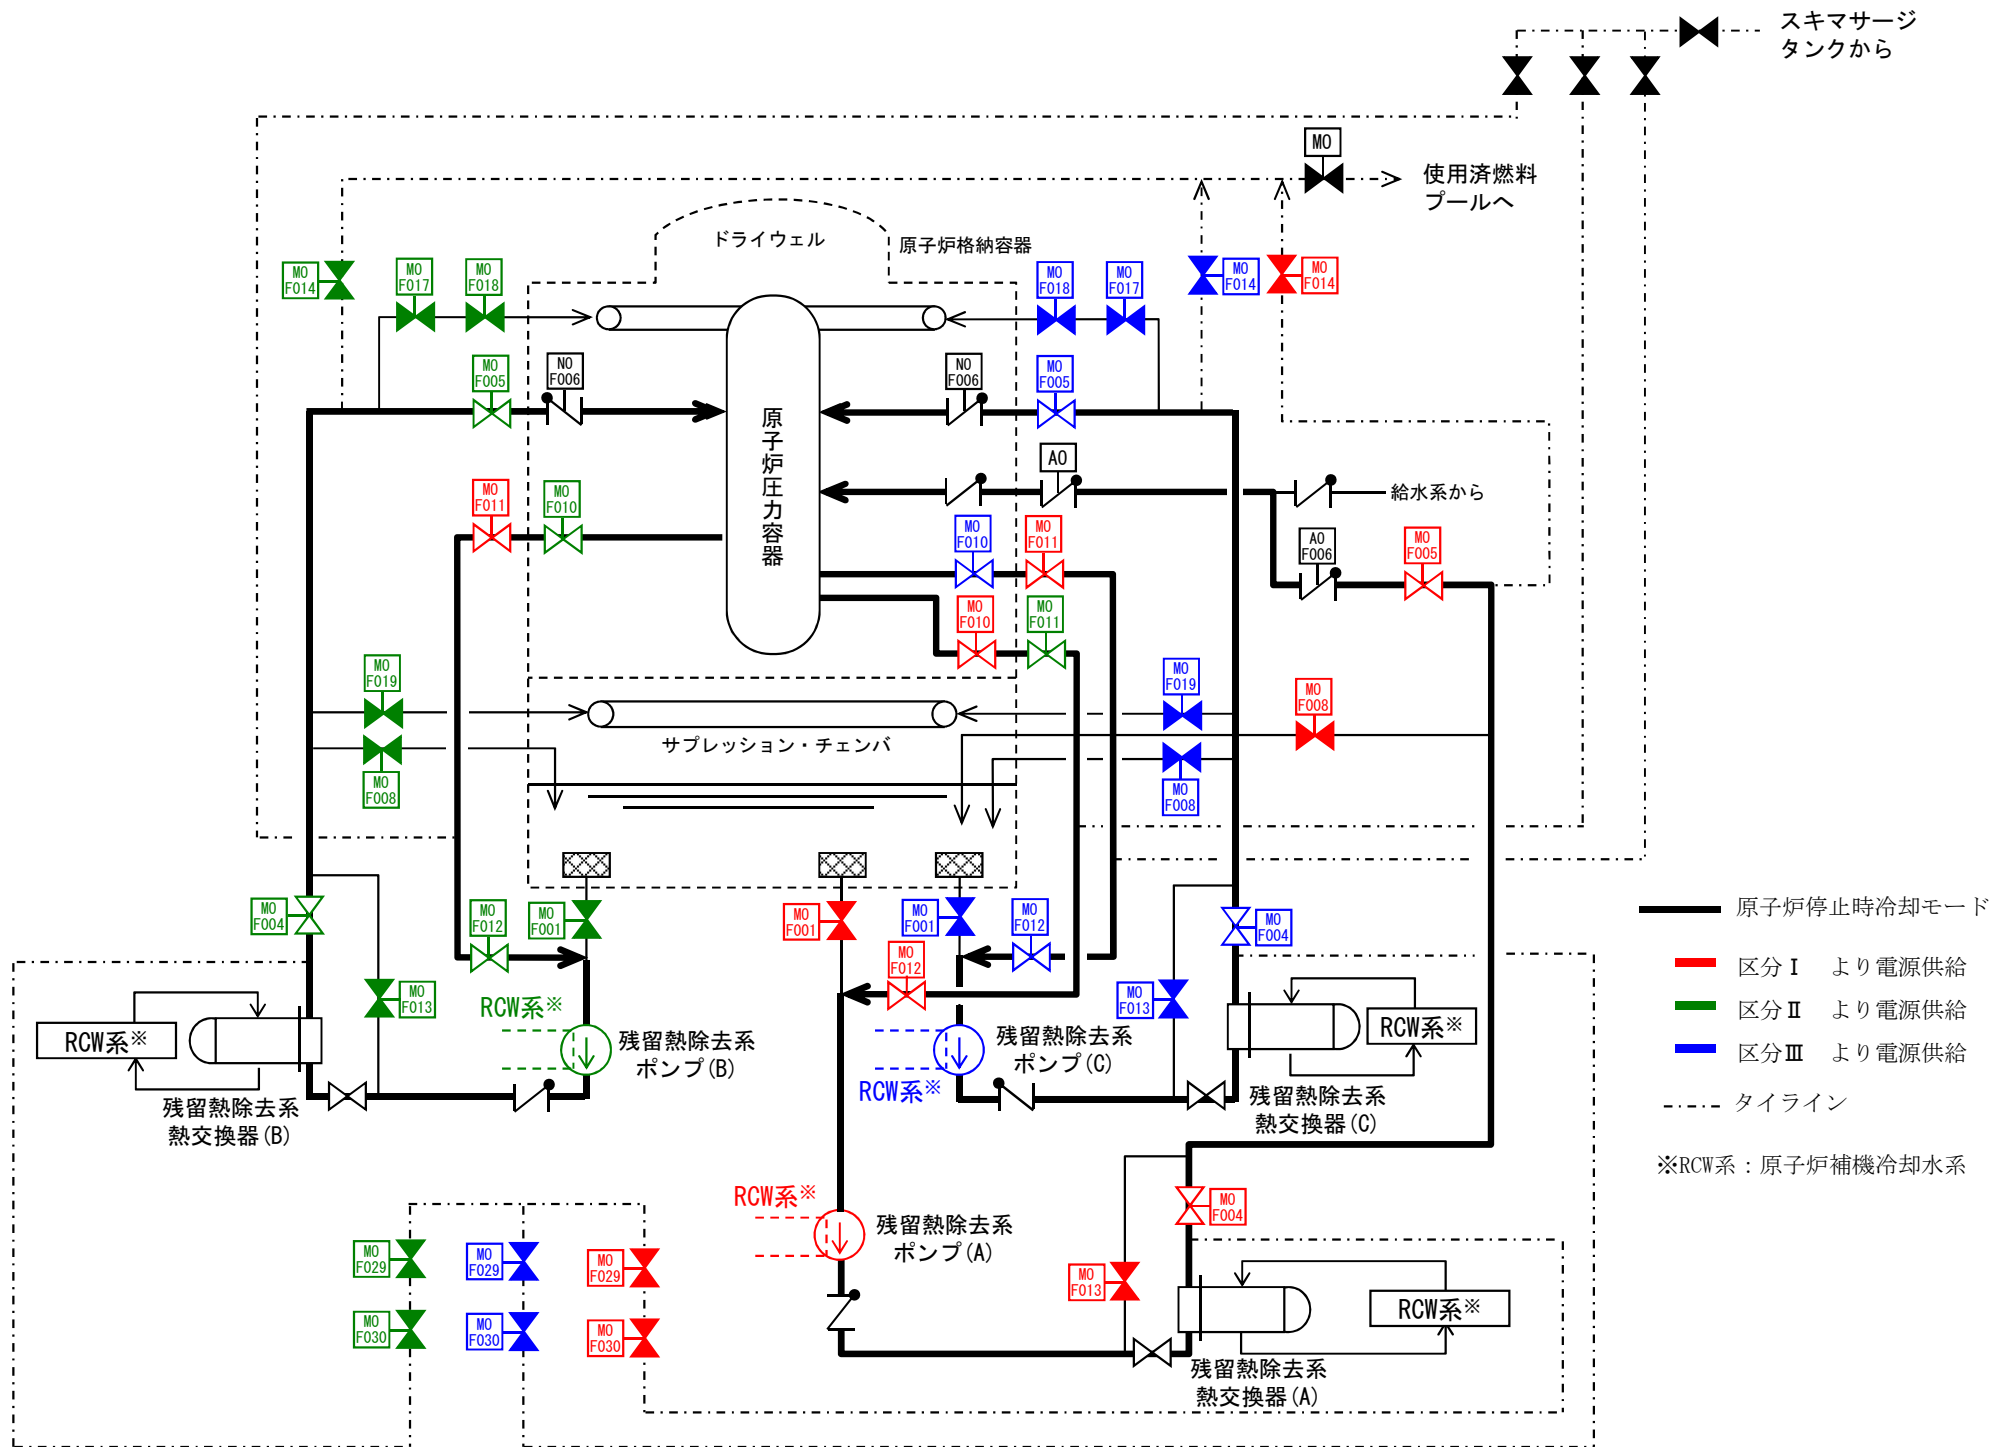 スキマサージ
タンクから
MO
使用済燃料
プールへ
ドライウェル
原子炉格納容器
MO
F014
MO
F017
MO
F018
MO
F018
MO
F017
MO
F014
MO
F014
MO
F005
NO
F006
NO
F006
MO
F005
原子炉圧力容器
AO
給水系から
MO
F011
MO
F010
MO
F010
MO
F011
AO
F006
MO
F005
MO
F010
MO
F011
MO
F019
MO
F019
MO
F008
サプレッション・チェンバ
MO
F008
MO
F008
MO
F004
MO
F012
MO
F001
MO
F001
MO
F001
MO
F012
MO
F004
MO
F012
原子炉停止時冷却モード
区分Ⅰ より電源供給
区分Ⅱ より電源供給
区分Ⅲ より電源供給
タイライン
※RCW系：原子炉補機冷却水系
MO
F013
MO
F013
RCW系※
RCW系※
残留熱除去系
ポンプ(B)
残留熱除去系
ポンプ(C)
RCW系※
RCW系※
残留熱除去系
熱交換器(B)
残留熱除去系
熱交換器(C)
RCW系※
残留熱除去系
ポンプ(A)
MO
F004
MO
F029
MO
F029
MO
F029
MO
F013
RCW系※
MO
F030
MO
F030
MO
F030
残留熱除去系
熱交換器(A)